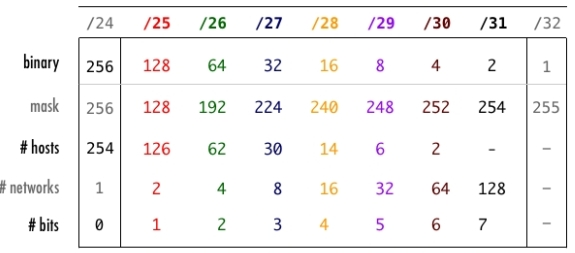 /24 /25 /26 /27 /28 /29 /30 /31 /32
binary 256 128 64 32 16 8 4 2 1
mask 256 128 192 224 240 248 252 254 255
# hosts 254 126 62 30 14 6 2 - -
# networks 1 2 4 8 16 32 64 128 -
# bits 0 1 2 3 4 5 6 7 -